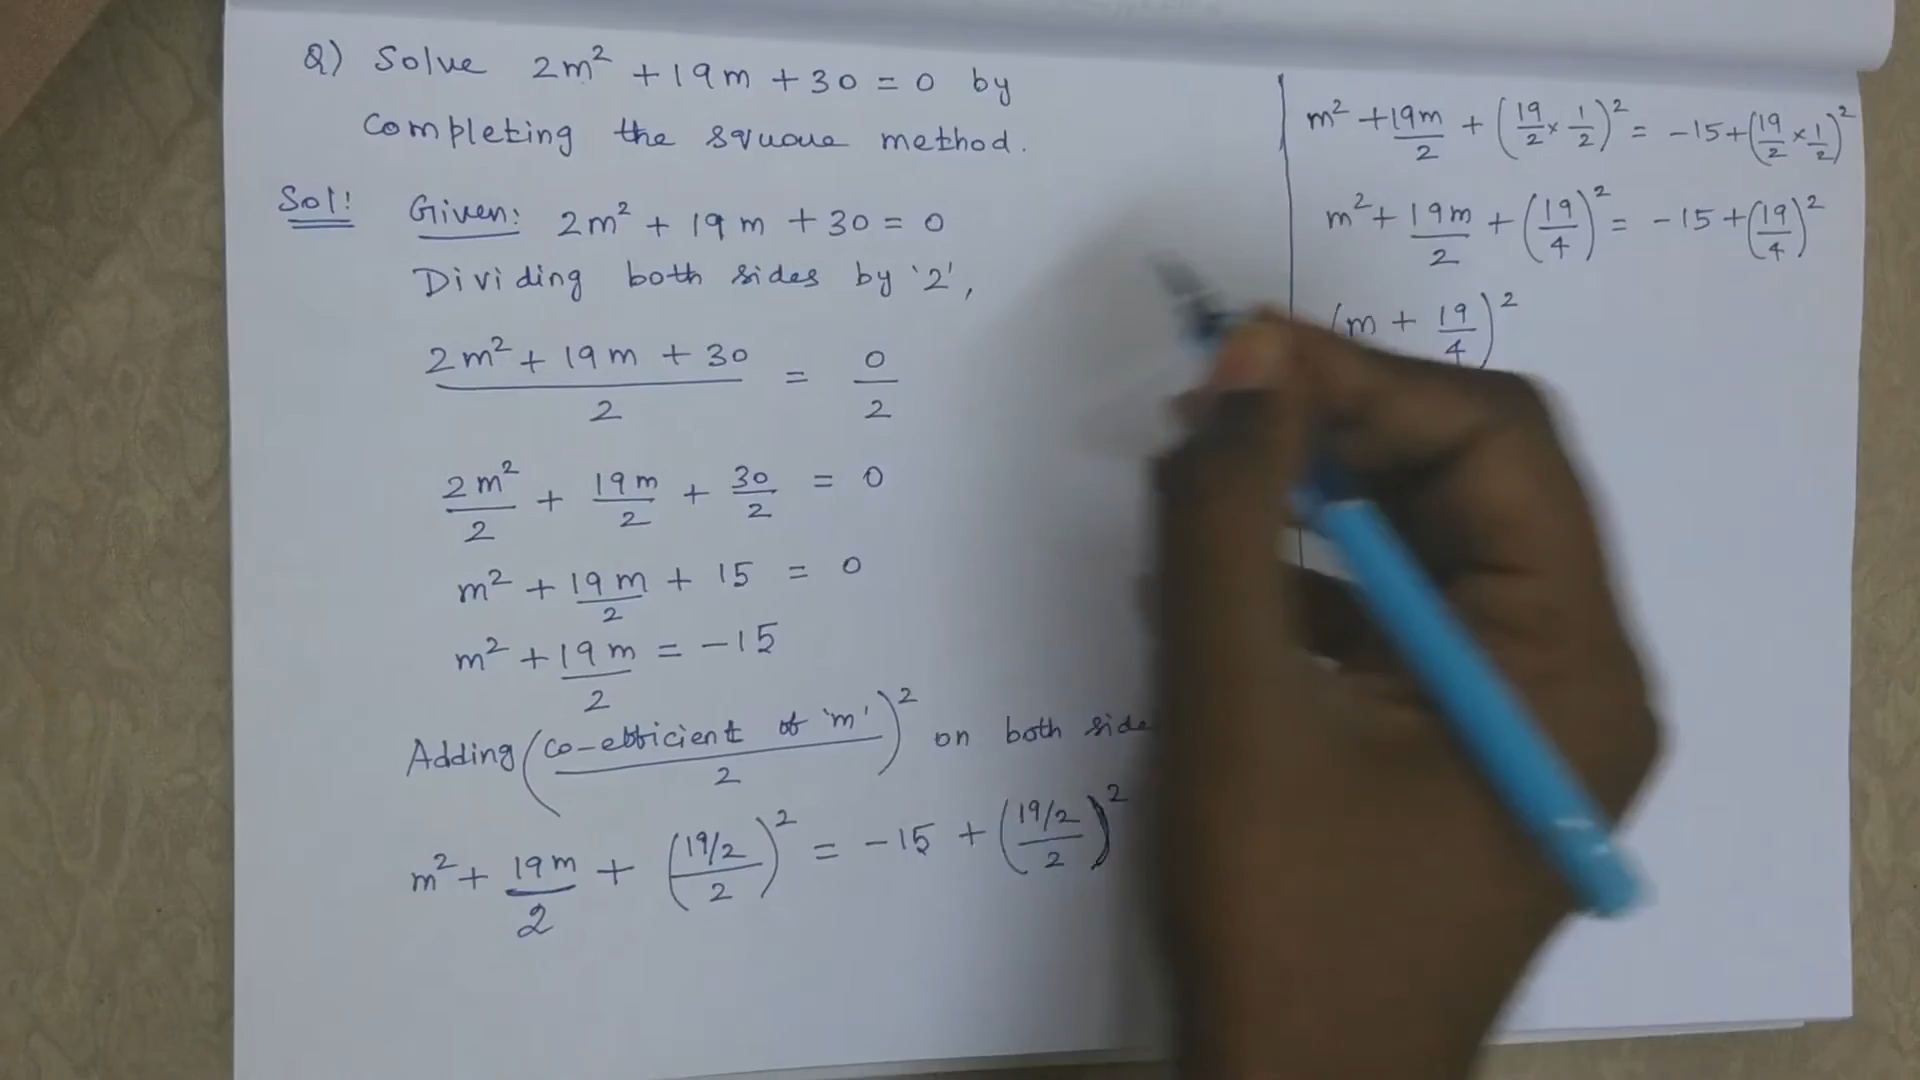 Q) Solve 2m² + 19m + 30 = 0 by
completing the square method.
Sol: Given: 2m² + 19m + 30 = 0
Dividing both sides by '2',
(2m² + 19m + 30)/2 = 0/2
2m²/2 + 19m/2 + 30/2 = 0
m² + 19m/2 + 15 = 0
m² + 19m/2 = -15
Adding (co-efficient of 'm'/2)² on both side
m² + 19m/2 + ((19/2)/2)² = -15 + ((19/2)/2)²
m² + 19m/2 + (19/2 × 1/2)² = -15 + (19/2 × 1/2)²
m² + 19m/2 + (19/4)² = -15 + (19/4)²
(m + 19/4)²